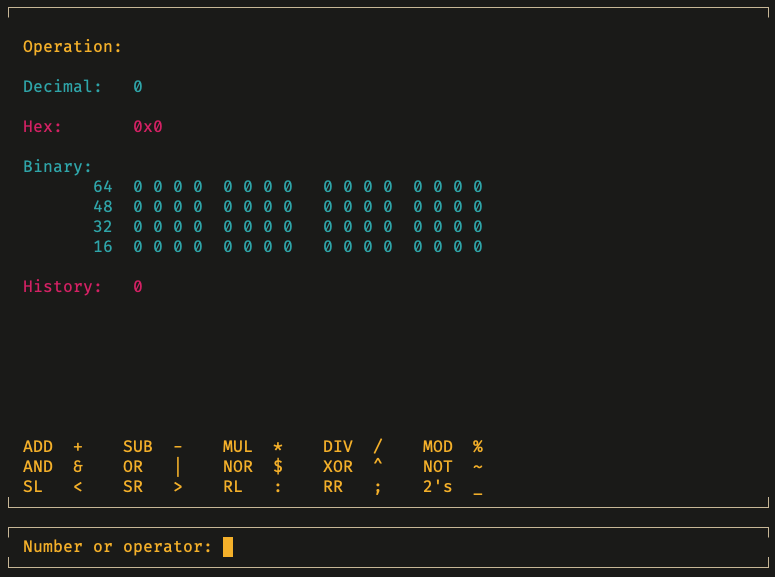 Operation:
Decimal: 0
Hex: 0x0
Binary:
64 0 0 0 0 0 0 0 0 0 0 0 0 0 0 0 0
48 0 0 0 0 0 0 0 0 0 0 0 0 0 0 0 0
32 0 0 0 0 0 0 0 0 0 0 0 0 0 0 0 0
16 0 0 0 0 0 0 0 0 0 0 0 0 0 0 0 0
History: 0
ADD + SUB - MUL * DIV / MOD %
AND & OR | NOR $ XOR ^ NOT ~
SL < SR > RL : RR ; 2's _
Number or operator: